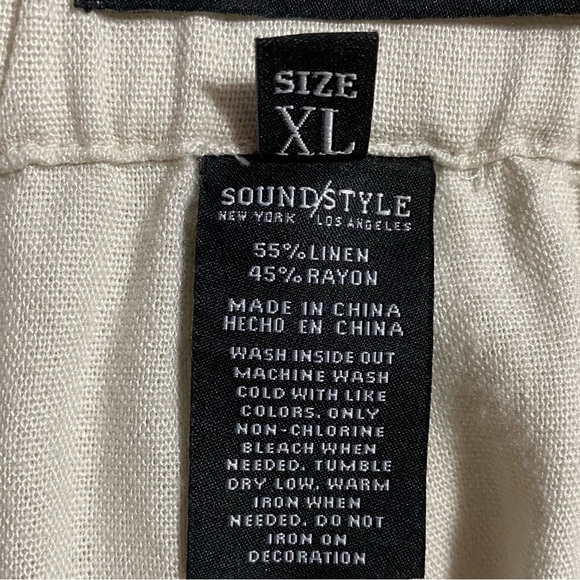 SIZE
XL
SOUND/STYLE
NEW YORK / LOS ANGELES
55% LINEN
45% RAYON
MADE IN CHINA
HECHO EN CHINA
WASH INSIDE OUT
MACHINE WASH
COLD WITH LIKE
COLORS. ONLY
NON-CHLORINE
BLEACH WHEN
NEEDED. TUMBLE
DRY LOW. WARM
IRON WHEN
NEEDED. DO NOT
IRON ON
DECORATION